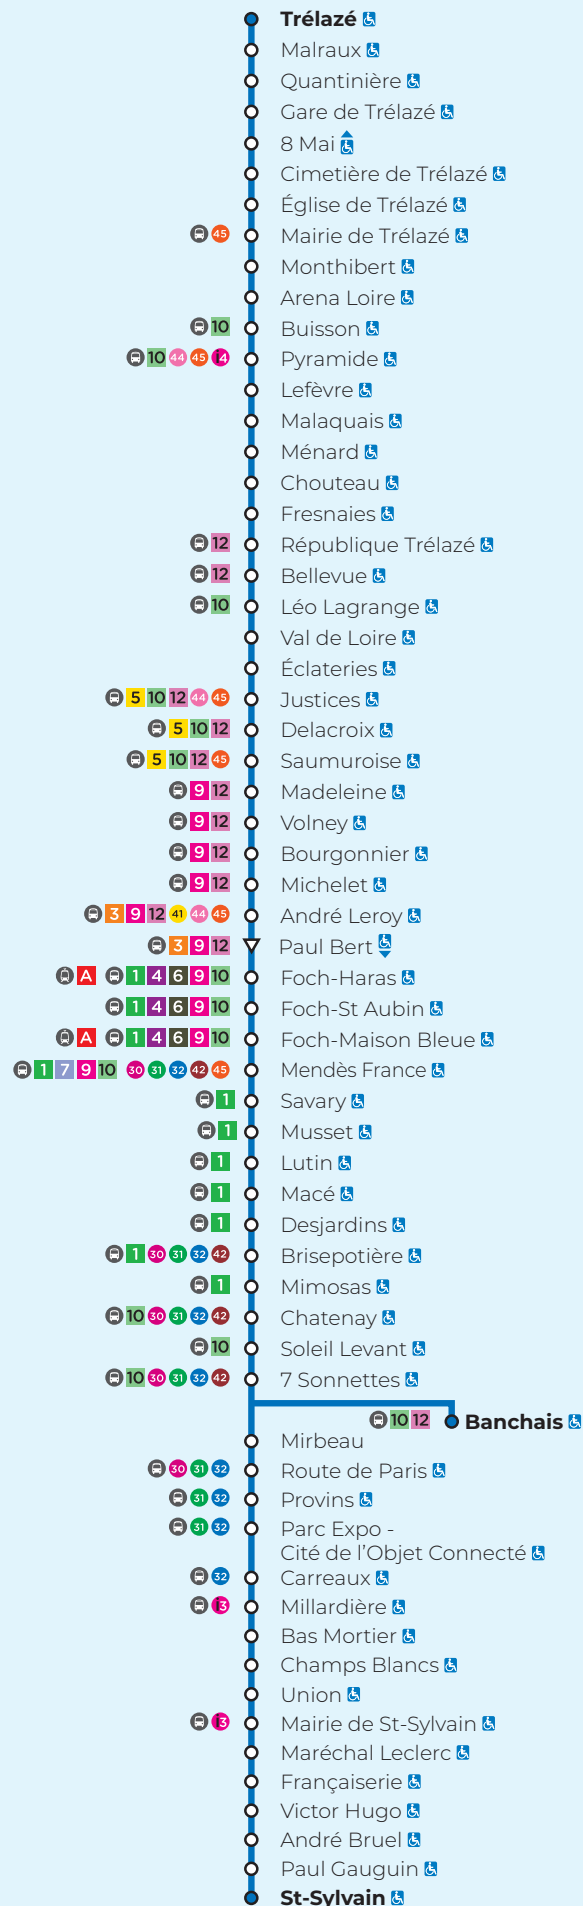 Trélazé
Malraux
Quantinière
Gare de Trélazé
8 Mai
Cimetière de Trélazé
Église de Trélazé
45 Mairie de Trélazé
Monthibert
Arena Loire
10 Buisson
10 44 45 i4 Pyramide
Lefèvre
Malaquais
Ménard
Chouteau
Fresnaies
12 République Trélazé
12 Bellevue
10 Léo Lagrange
Val de Loire
Éclateries
5 10 12 44 45 Justices
5 10 12 Delacroix
5 10 12 45 Saumuroise
9 12 Madeleine
9 12 Volney
9 12 Bourgonnier
9 12 Michelet
3 9 12 41 44 45 André Leroy
3 9 12 Paul Bert
A 1 4 6 9 10 Foch-Haras
1 4 6 9 10 Foch-St Aubin
A 1 4 6 9 10 Foch-Maison Bleue
1 7 9 10 30 31 32 42 45 Mendès France
1 Savary
1 Musset
1 Lutin
1 Macé
1 Desjardins
1 30 31 32 42 Brisepotière
1 Mimosas
10 30 31 32 42 Chatenay
10 Soleil Levant
10 30 31 32 42 7 Sonnettes
10 12 Banchais
Mirbeau
30 31 32 Route de Paris
31 32 Provins
31 32 Parc Expo -
Cité de l'Objet Connecté
32 Carreaux
i3 Millardière
Bas Mortier
Champs Blancs
Union
i3 Mairie de St-Sylvain
Maréchal Leclerc
Françaiserie
Victor Hugo
André Bruel
Paul Gauguin
St-Sylvain